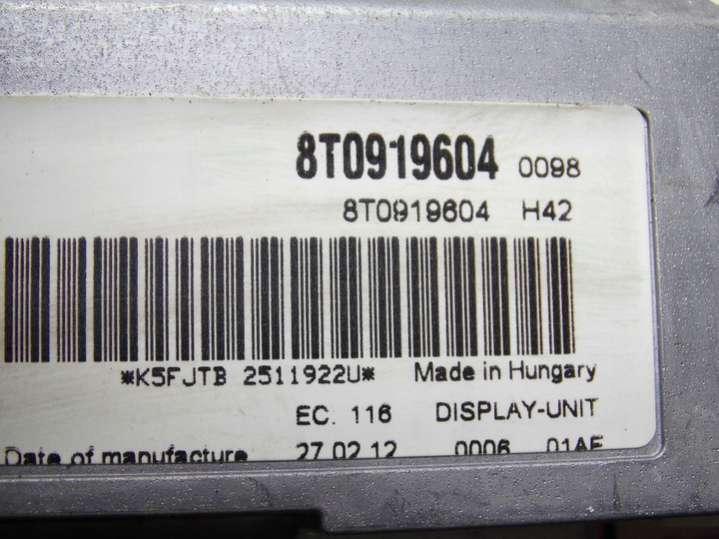 8T0919604 0098
8T0919604 H42
*K5FJTB 2511922U* Made in Hungary
EC. 116 DISPLAY-UNIT
Date of manufacture 27.02.12 0006